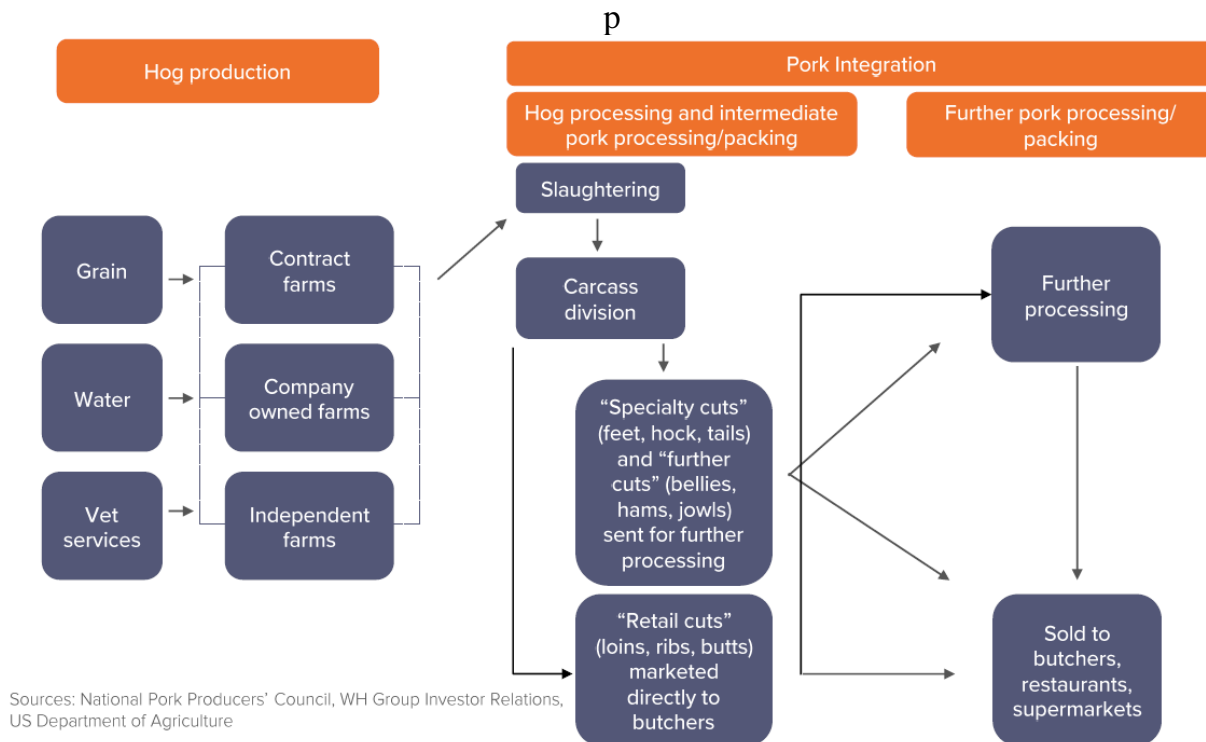 p
Hog production
Pork Integration
Hog processing and intermediate
pork processing/packing
Further pork processing/
packing
Slaughtering
Grain
Contract
farms
Carcass
division
Further
processing
Water
Company
owned farms
“Specialty cuts”
(feet, hock, tails)
and “further
cuts” (bellies,
hams, jowls)
sent for further
processing
Vet
services
Independent
farms
“Retail cuts”
(loins, ribs, butts)
marketed
directly to
butchers
Sold to
butchers,
restaurants,
supermarkets
Sources: National Pork Producers’ Council, WH Group Investor Relations,
US Department of Agriculture